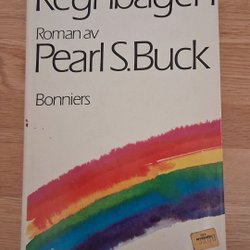 Regnbågen
Roman av
Pearl S. Buck
Bonniers